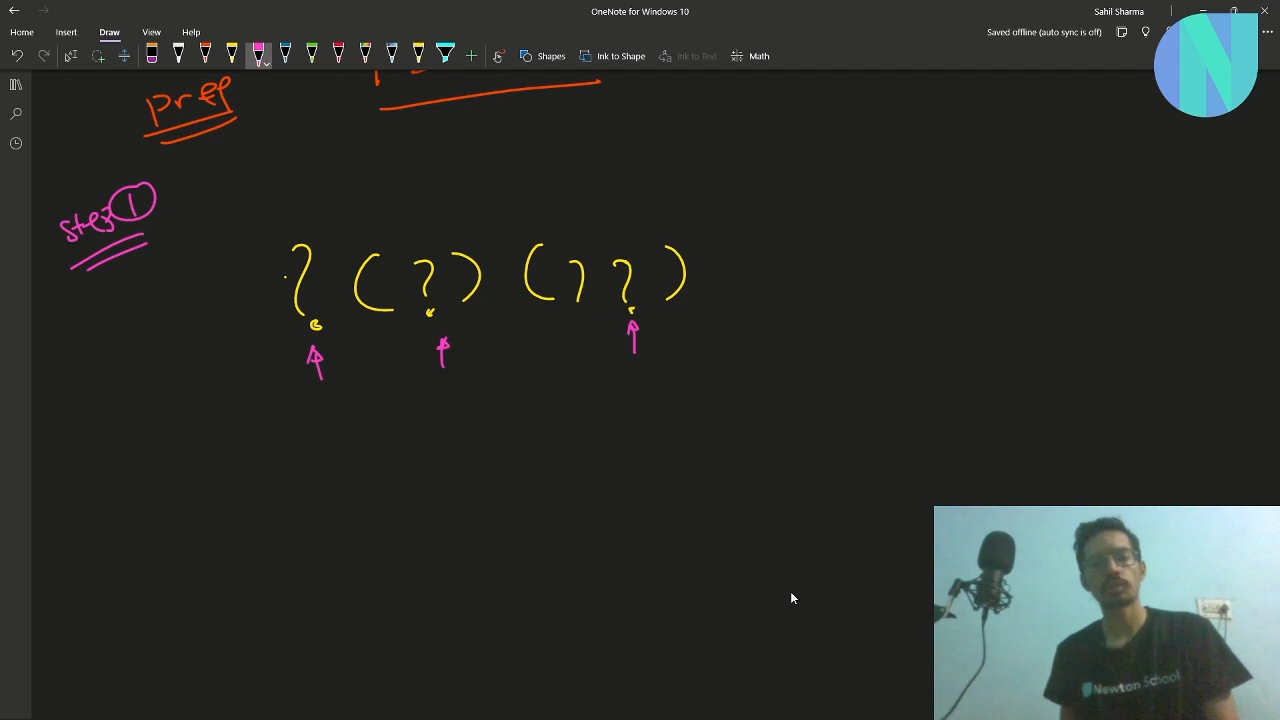 OneNote for Windows 10
Sahil Sharma
Home Insert Draw View Help
Saved offline (auto sync is off)
Shapes Ink to Shape Ink to Text Math
prep
Step 1
? ( ? ) ( ? ? )
Newton School